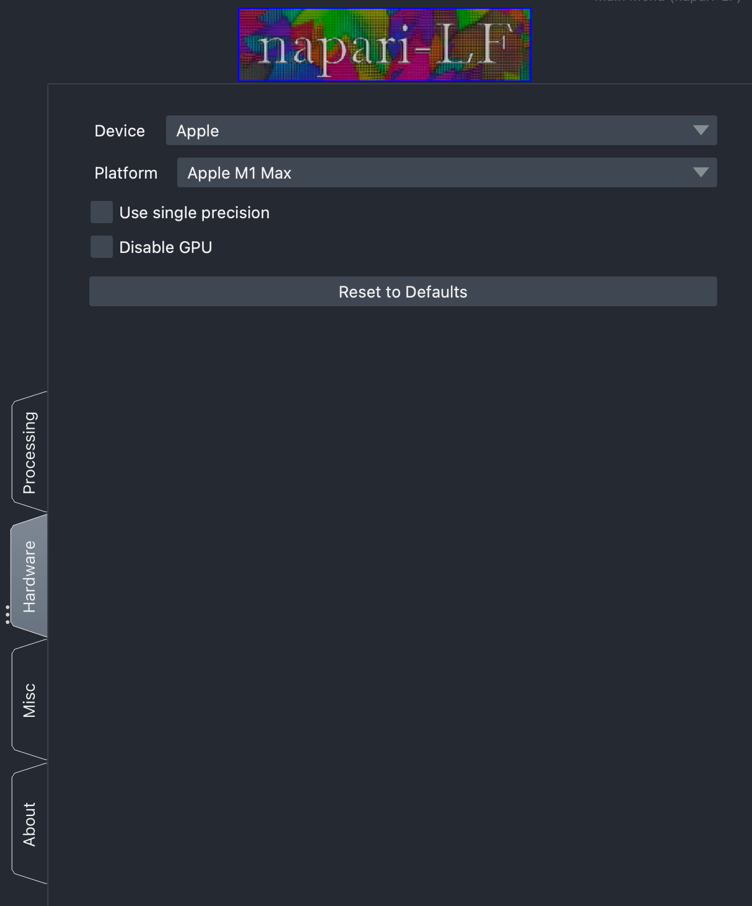 napari-LF
Device
Apple
Platform
Apple M1 Max
Use single precision
Disable GPU
Reset to Defaults
Processing
Hardware
Misc
About